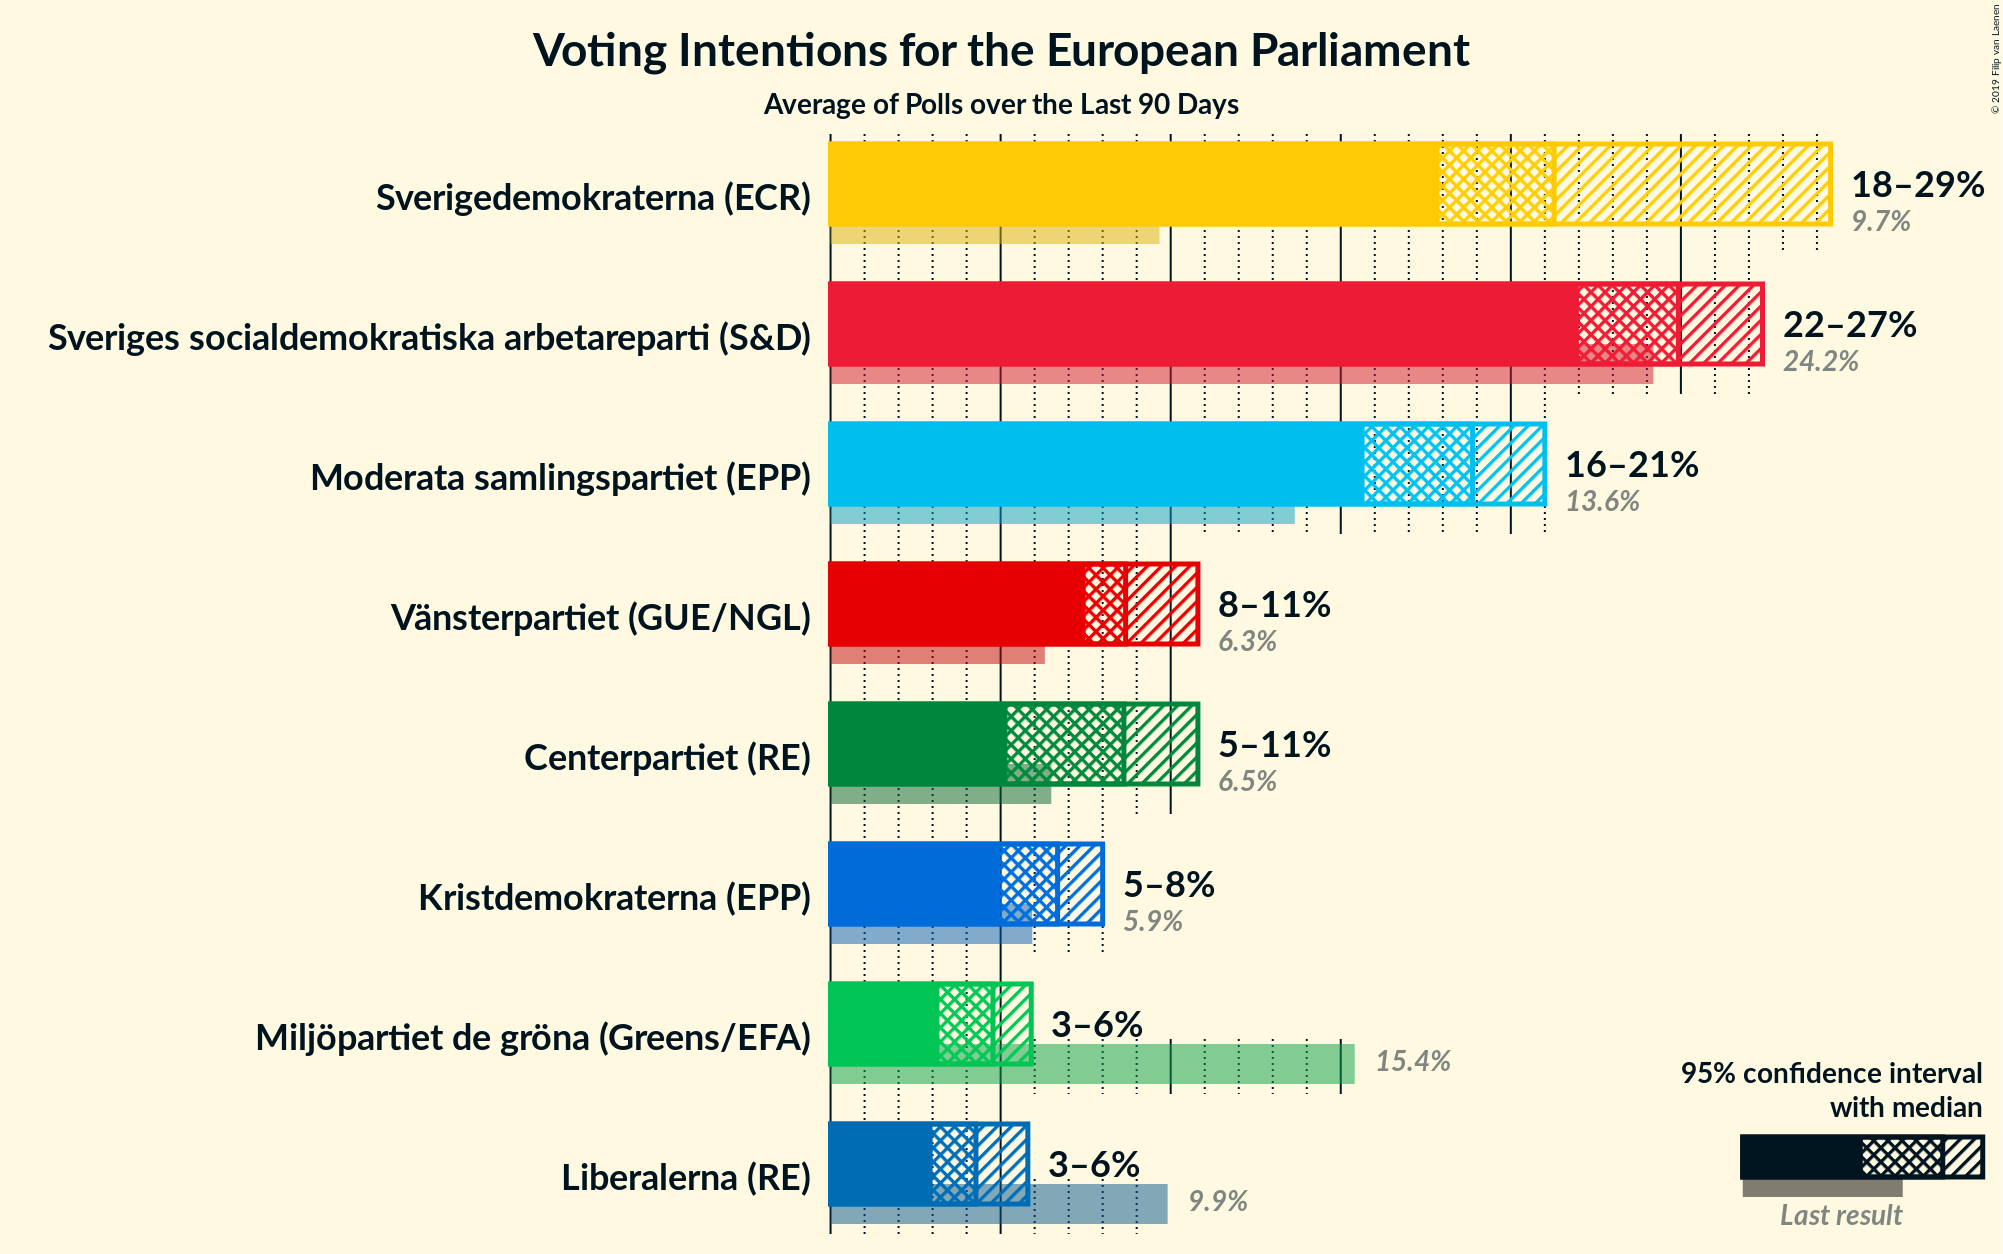 Voting Intentions for the European Parliament
Average of Polls over the Last 90 Days
© 2019 Filip van Laenen
Sverigedemokraterna (ECR)
18–29%
9.7%
Sveriges socialdemokratiska arbetareparti (S&D)
22–27%
24.2%
Moderata samlingspartiet (EPP)
16–21%
13.6%
Vänsterpartiet (GUE/NGL)
8–11%
6.3%
Centerpartiet (RE)
5–11%
6.5%
Kristdemokraterna (EPP)
5–8%
5.9%
Miljöpartiet de gröna (Greens/EFA)
3–6%
15.4%
Liberalerna (RE)
3–6%
9.9%
95% confidence interval
with median
Last result